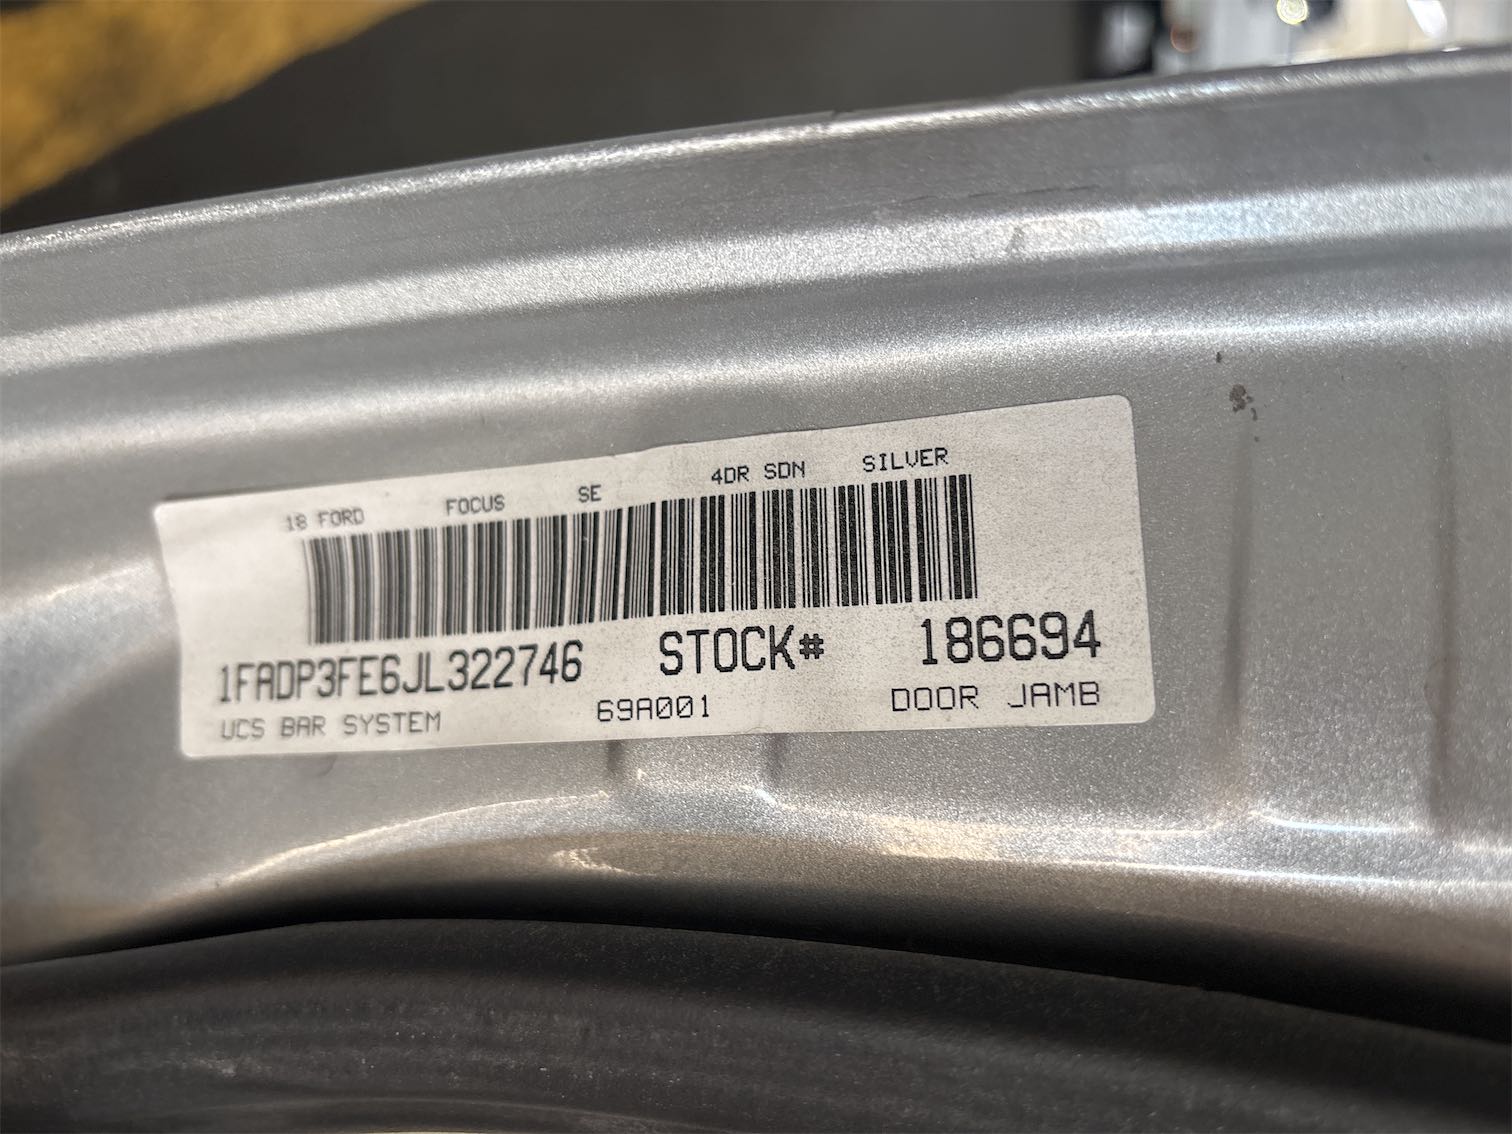 18 FORD FOCUS SE 4DR SDN SILVER
1FADP3FE6JL322746 STOCK# 186694
UCS BAR SYSTEM 69A001 DOOR JAMB